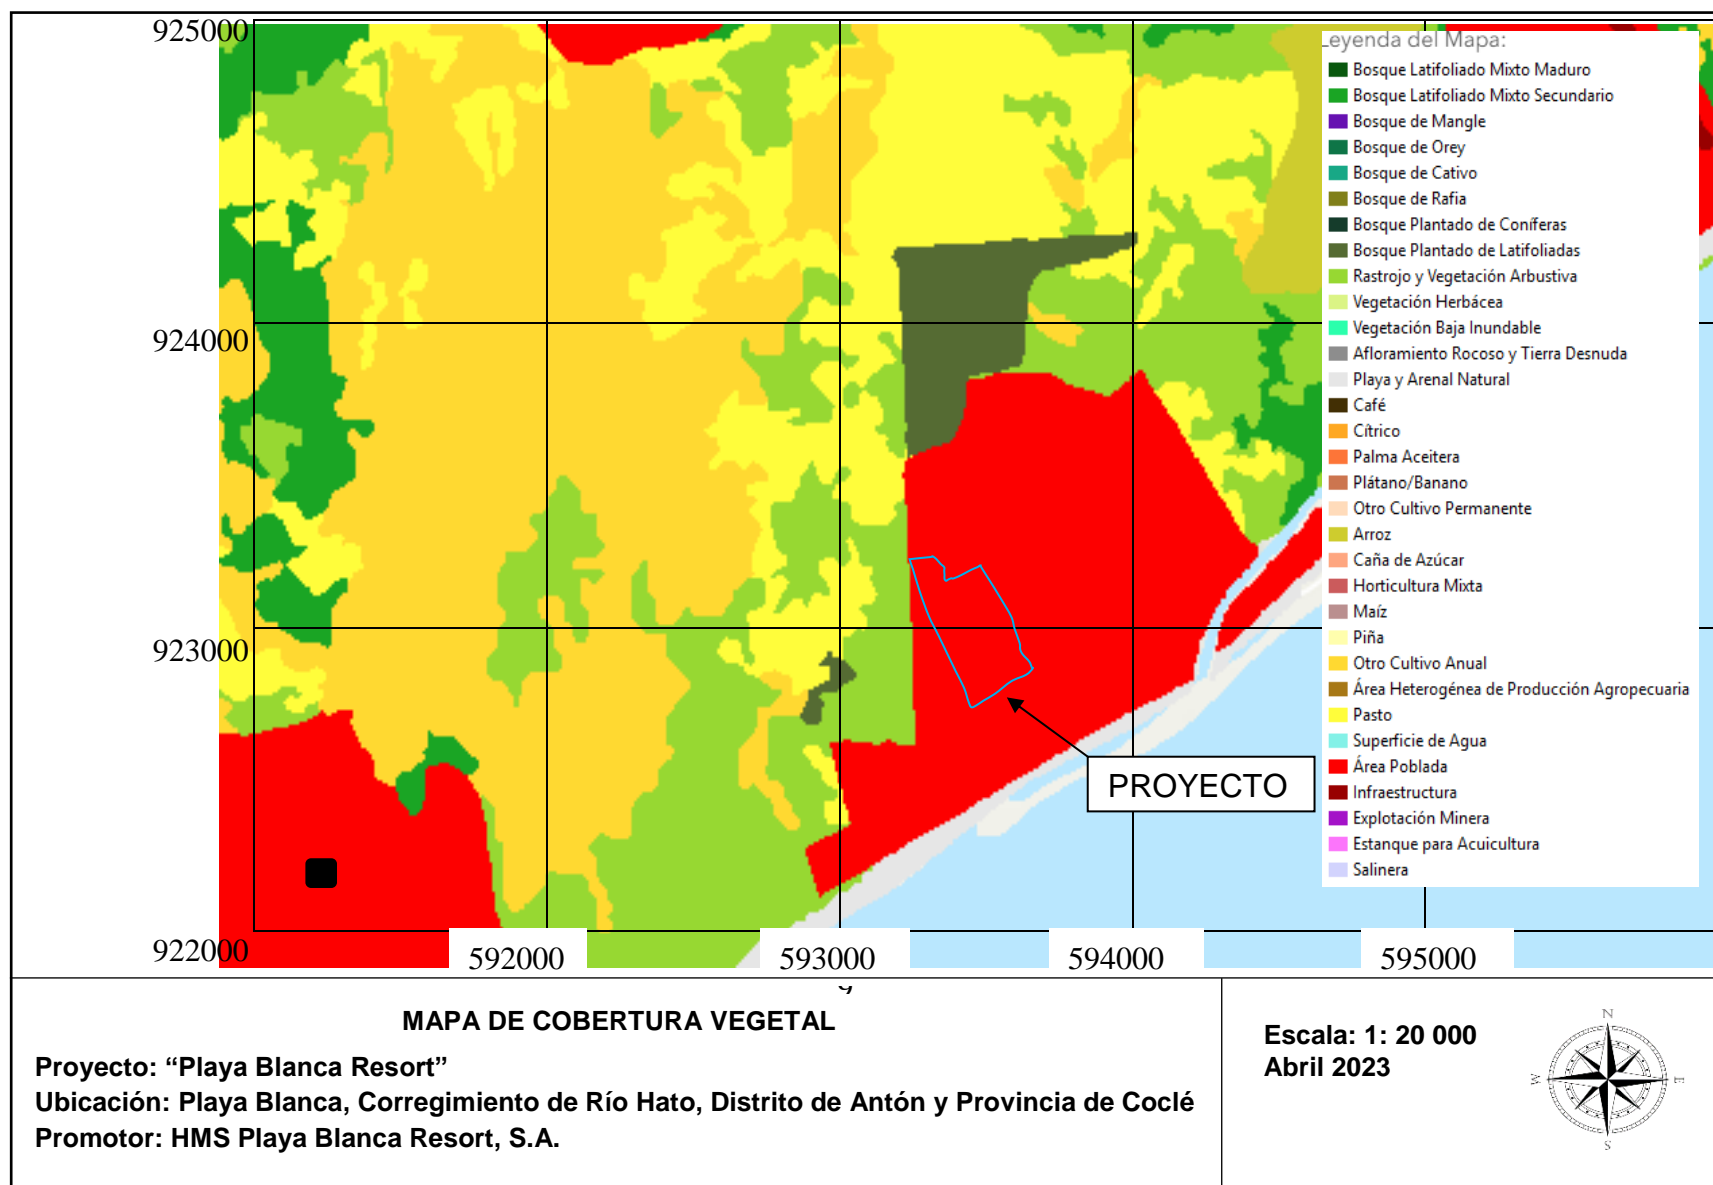 925000
924000
923000
922000
592000
593000
594000
595000
Leyenda del Mapa:
Bosque Latifoliado Mixto Maduro
Bosque Latifoliado Mixto Secundario
Bosque de Mangle
Bosque de Orey
Bosque de Cativo
Bosque de Rafia
Bosque Plantado de Coníferas
Bosque Plantado de Latifoliadas
Rastrojo y Vegetación Arbustiva
Vegetación Herbácea
Vegetación Baja Inundable
Afloramiento Rocoso y Tierra Desnuda
Playa y Arenal Natural
Café
Cítrico
Palma Aceitera
Plátano/Banano
Otro Cultivo Permanente
Arroz
Caña de Azúcar
Horticultura Mixta
Maíz
Piña
Otro Cultivo Anual
Área Heterogénea de Producción Agropecuaria
Pasto
Superficie de Agua
Área Poblada
Infraestructura
Explotación Minera
Estanque para Acuicultura
Salinera
PROYECTO
MAPA DE COBERTURA VEGETAL
Proyecto: “Playa Blanca Resort”
Ubicación: Playa Blanca, Corregimiento de Río Hato, Distrito de Antón y Provincia de Coclé
Promotor: HMS Playa Blanca Resort, S.A.
Escala: 1: 20 000
Abril 2023
N
W
E
S